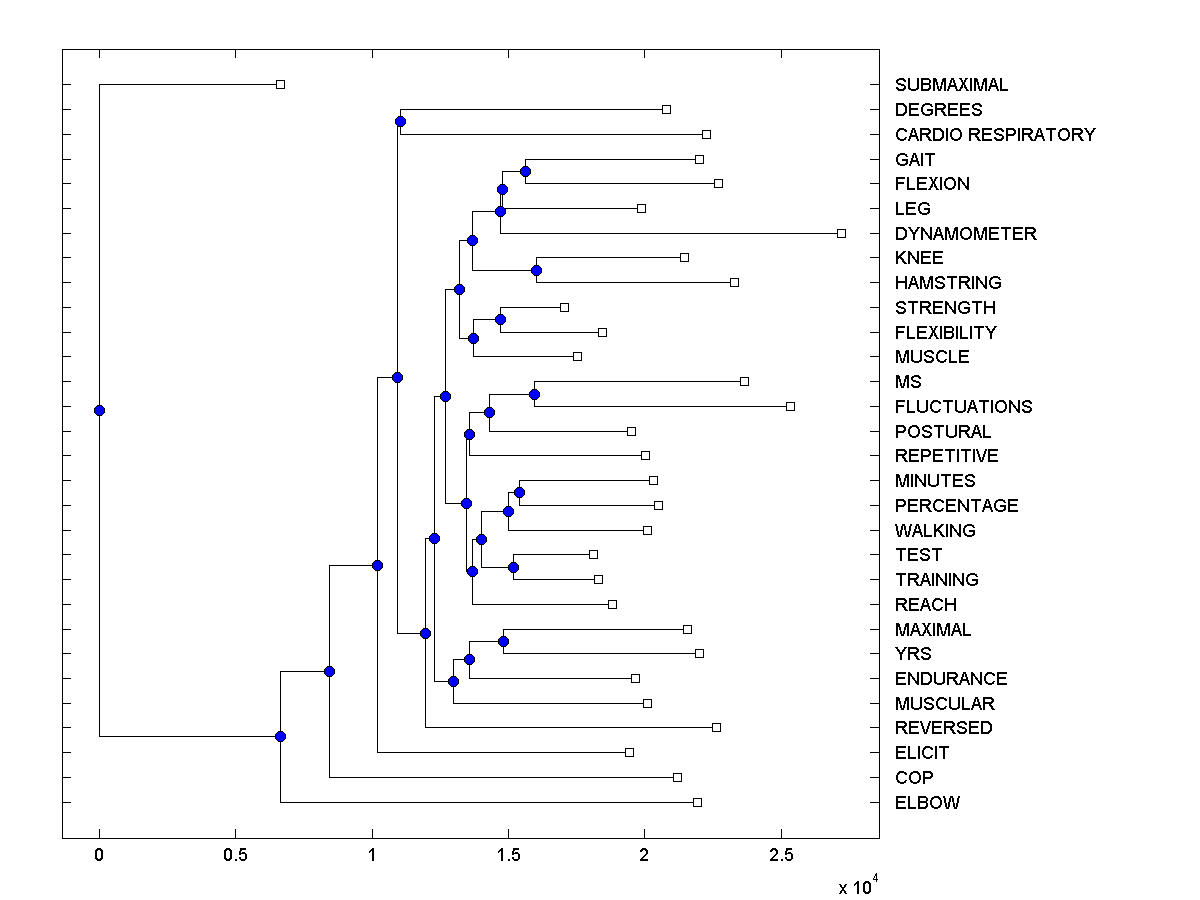 SUBMAXIMAL
DEGREES
CARDIO RESPIRATORY
GAIT
FLEXION
LEG
DYNAMOMETER
KNEE
HAMSTRING
STRENGTH
FLEXIBILITY
MUSCLE
MS
FLUCTUATIONS
POSTURAL
REPETITIVE
MINUTES
PERCENTAGE
WALKING
TEST
TRAINING
REACH
MAXIMAL
YRS
ENDURANCE
MUSCULAR
REVERSED
ELICIT
COP
ELBOW
0 0.5 1 1.5 2 2.5
x 10^4